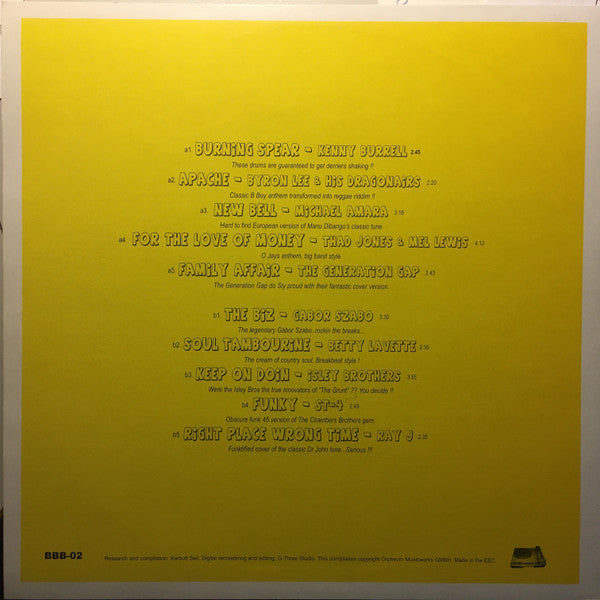 a1. BURNING SPEAR - KENNY BURRELL 2.45
These drums are guaranteed to get derriers shaking !!
a2. APACHE - BYRON LEE & HIS DRAGONAIRS 2:20
Classic B Boy anthem transformed into reggae riddim !!
a3. NEW BELL - MICHAEL AMARA 3:18
Hard to find European version of Manu Dibango's classic tune
a4. FOR THE LOVE OF MONEY - THAD JONES & MEL LEWIS 4.12
O Jays anthem, big band style.
a5. FAMILY AFFAIR - THE GENERATION GAP 2,43
The Generation Gap do Sly proud with their fantastic cover version.
b1. THE BIZ - GABOR SZABO 3:30
The legendary Gabor Szabo, rockin the breaks...
b2. SOUL TAMBOURINE - BETTY LAVETTE 2:35
The cream of country soul, Breakbeat style !
b3. KEEP ON DOIN - ISLEY BROTHERS 3:56
Were the Isley Bros the true innovators of "The Grunt" ?? You decide !!
b4. FUNKY - ST-4 2:49
Obscure funk 45 version of The Chambers Brothers gem.
b5. RIGHT PLACE WRONG TIME - RAY J 2:35
Funktified cover of the classic Dr John tune...Serious !!!
BBB-02 Research and compilation: Karbutt Seil, Digital remastering and editing: G-Three Studio. This compilation copyright Orpheum Musicworks GMBH. Made in the EEC